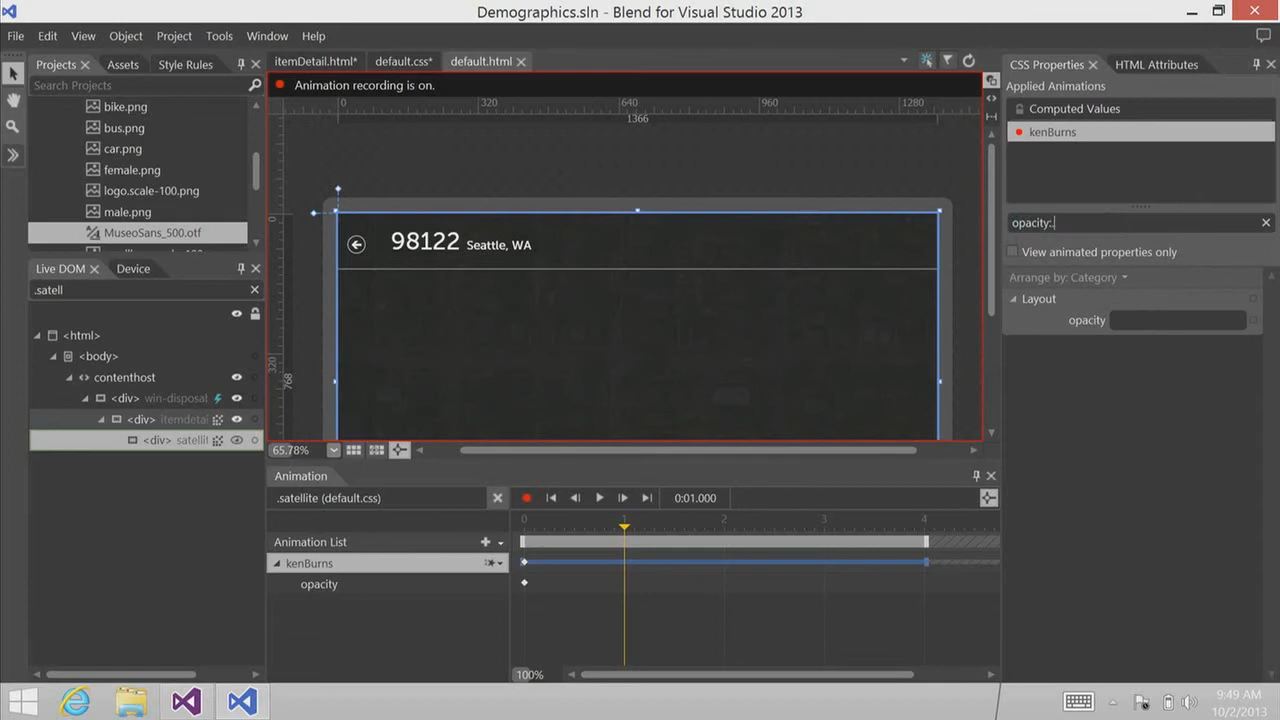 Demographics.sln - Blend for Visual Studio 2013
File Edit View Object Project Tools Window Help
Projects Assets Style Rules
Search Projects
bike.png
bus.png
car.png
female.png
logo.scale-100.png
male.png
MuseoSans_500.otf
Live DOM Device
.satell
<html>
<body>
contenthost
<div> win-disposal
<div> itemdetai
<div> satellit
itemDetail.html* default.css* default.html
Animation recording is on.
0 320 640 960 1280
1366
0
320
768
98122 Seattle, WA
65.78%
Animation
.satellite (default.css)
0:01.000
0 1 2 3 4
Animation List
kenBurns
opacity
100%
CSS Properties HTML Attributes
Applied Animations
Computed Values
kenBurns
opacity:.
View animated properties only
Arrange by: Category
Layout
opacity
9:49 AM
10/2/2013